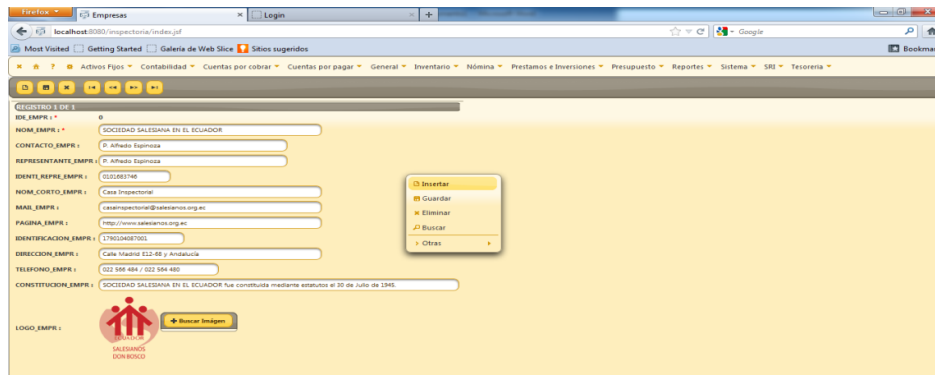 Firefox
Empresas
Login
localhost:8080/inspectoria/index.jsf
Google
Most Visited Getting Started Galería de Web Slice Sitios sugeridos
Bookmar
Activos Fijos Contabilidad Cuentas por cobrar Cuentas por pagar General Inventario Nómina Prestamos e Inversiones Presupuesto Reportes Sistema SRI Tesoreria
REGISTRO 1 DE 1
IDE_EMPR : * 0
NOM_EMPR : * SOCIEDAD SALESIANA EN EL ECUADOR
CONTACTO_EMPR : P. Alfredo Espinoza
REPRESENTANTE_EMPR : P. Alfredo Espinoza
IDENTI_REPRE_EMPR : 0101683746
NOM_CORTO_EMPR : Casa Inspectorial
MAIL_EMPR : casainspectorial@salesianos.org.ec
PAGINA_EMPR : http://www.salesianos.org.ec
IDENTIFICACION_EMPR : 1790104087001
DIRECCION_EMPR : Calle Madrid E12-68 y Andalucía
TELEFONO_EMPR : 022 566 484 / 022 564 480
CONSTITUCION_EMPR : SOCIEDAD SALESIANA EN EL ECUADOR fue constituida mediante estatutos el 30 de Julio de 1945.
LOGO_EMPR :
ECUADOR
SALESIANOS
DON BOSCO
+ Buscar Imágen
Insertar
Guardar
Eliminar
Buscar
Otras